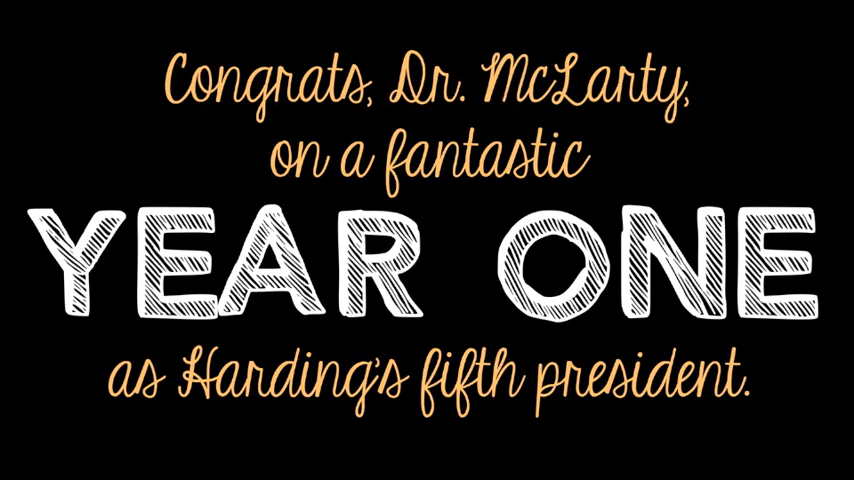 Congrats, Dr. McLarty,
on a fantastic
YEAR ONE
as Harding's fifth president.